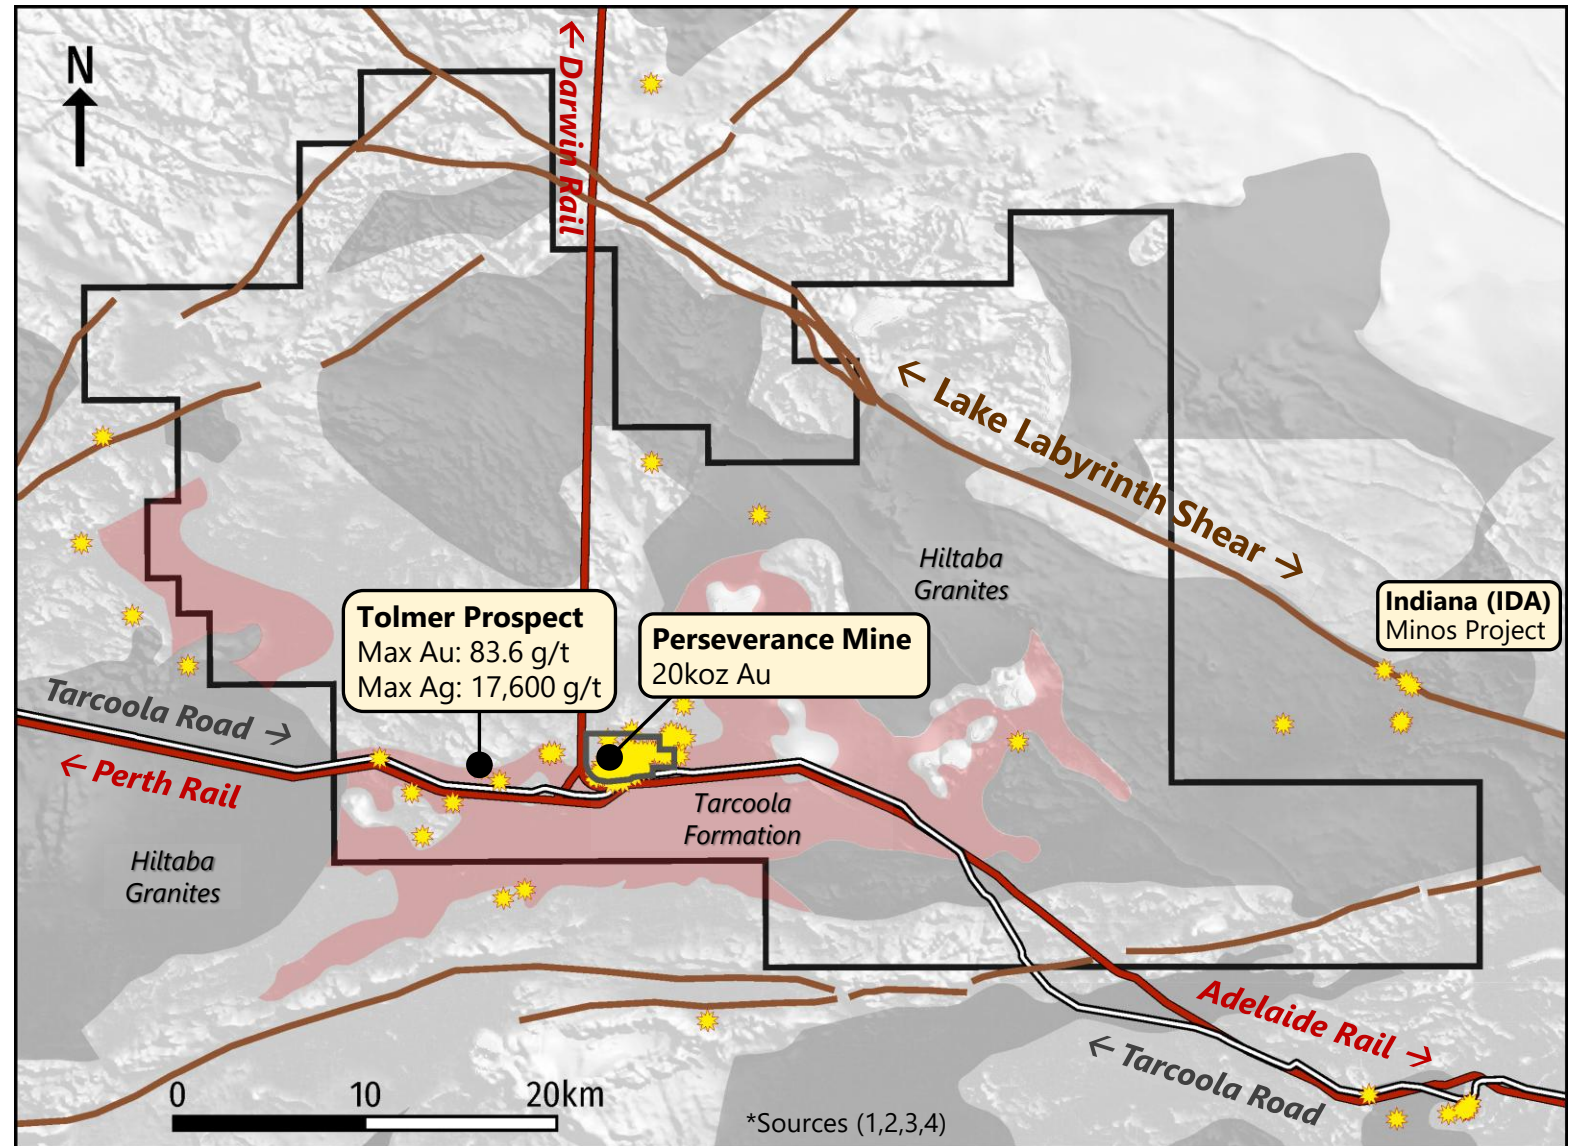 N
← Darwin Rail
← Lake Labyrinth Shear →
Hiltaba
Granites
Indiana (IDA)
Minos Project
Tolmer Prospect
Max Au: 83.6 g/t
Max Ag: 17,600 g/t
Perseverance Mine
20koz Au
Tarcoola Road →
← Perth Rail
Tarcoola
Formation
Hiltaba
Granites
Adelaide Rail →
← Tarcoola Road
0 10 20km
*Sources (1,2,3,4)